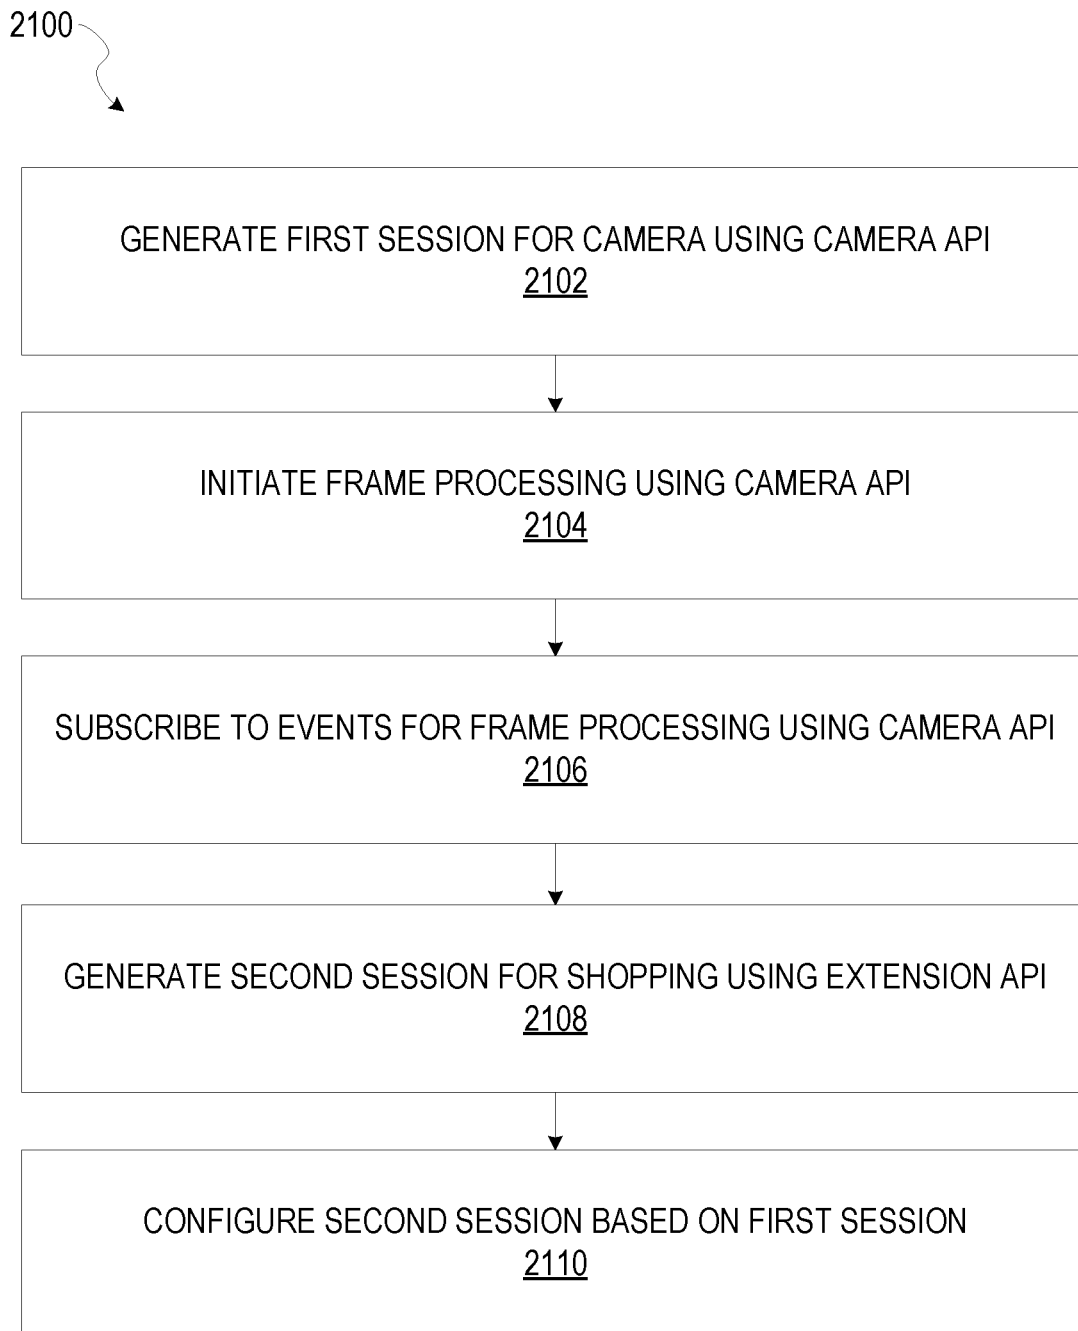 2100
GENERATE FIRST SESSION FOR CAMERA USING CAMERA API
2102
INITIATE FRAME PROCESSING USING CAMERA API
2104
SUBSCRIBE TO EVENTS FOR FRAME PROCESSING USING CAMERA API
2106
GENERATE SECOND SESSION FOR SHOPPING USING EXTENSION API
2108
CONFIGURE SECOND SESSION BASED ON FIRST SESSION
2110